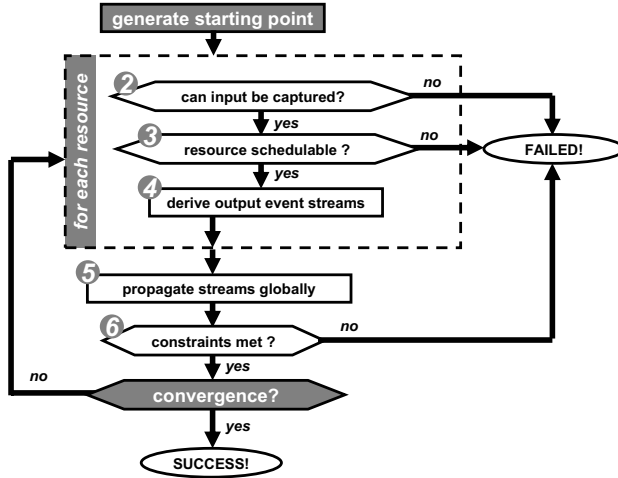 generate starting point
for each resource
2
can input be captured?
no
yes
3
resource schedulable ?
no
FAILED!
yes
4
derive output event streams
5
propagate streams globally
6
constraints met ?
no
yes
no
convergence?
yes
SUCCESS!